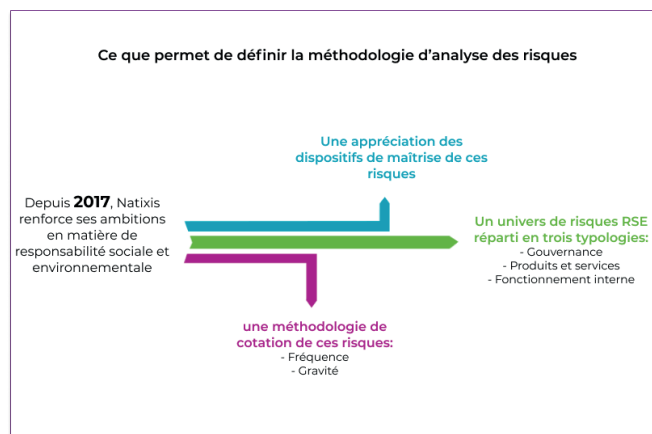 Ce que permet de définir la méthodologie d'analyse des risques
Une appréciation des
dispositifs de maîtrise de ces
risques
Depuis 2017, Natixis
renforce ses ambitions
en matière de
responsabilité sociale et
environnementale
Un univers de risques RSE
réparti en trois typologies:
- Gouvernance
- Produits et services
- Fonctionnement interne
une méthodologie de
cotation de ces risques:
- Fréquence
- Gravité